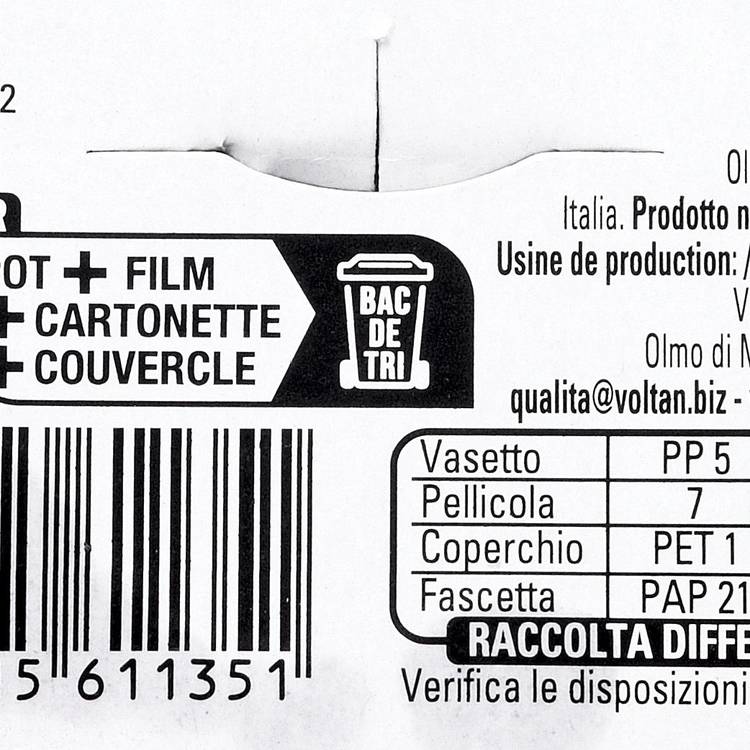 2
Ol
Italia. Prodotto n
Usine de production: /
V
Olmo di M
qualita@voltan.biz -
R
POT + FILM
+ CARTONETTE
+ COUVERCLE
BAC
DE
TRI
5 611351
Vasetto PP 5
Pellicola 7
Coperchio PET 1
Fascetta PAP 21
RACCOLTA DIFFE
Verifica le disposizioni